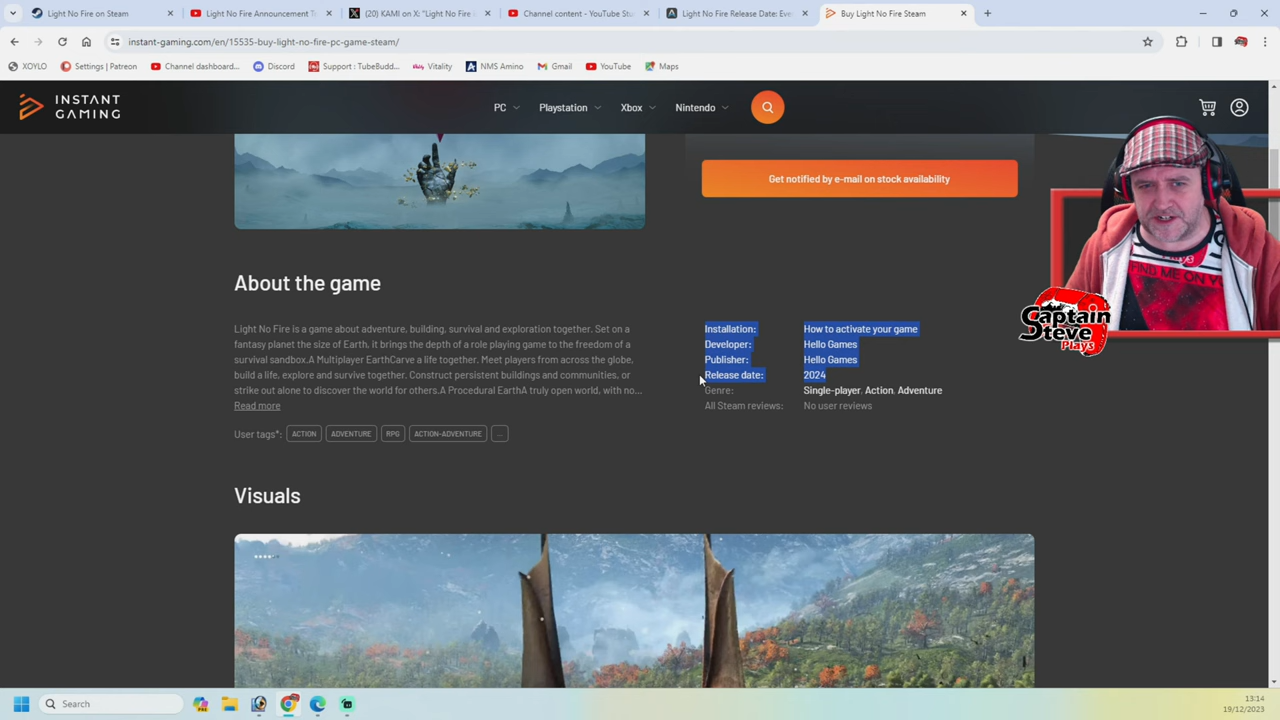 Light No Fire on Steam
Light No Fire Announcement T
(20) KAMI on X: "Light No Fire
Channel content - YouTube Stu
Light No Fire Release Date: Eve
Buy Light No Fire Steam
instant-gaming.com/en/15535-buy-light-no-fire-pc-game-steam/
XOYLO
Settings | Patreon
Channel dashboard...
Discord
Support : TubeBudd...
Vitality
NMS Amino
Gmail
YouTube
Maps
INSTANT GAMING
PC
Playstation
Xbox
Nintendo
Get notified by e-mail on stock availability
About the game
Light No Fire is a game about adventure, building, survival and exploration together. Set on a
fantasy planet the size of Earth, it brings the depth of a role playing game to the freedom of a
survival sandbox.A Multiplayer EarthCarve a life together. Meet players from across the globe,
build a life, explore and survive together. Construct persistent buildings and communities, or
strike out alone to discover the world for others.A Procedural EarthA truly open world, with no...
Read more
User tags*:
ACTION
ADVENTURE
RPG
ACTION-ADVENTURE
...
Installation: How to activate your game
Developer: Hello Games
Publisher: Hello Games
Release date: 2024
Genre: Single-player, Action, Adventure
All Steam reviews: No user reviews
Visuals
Captain
Steve
Plays
Search
13:14
19/12/2023